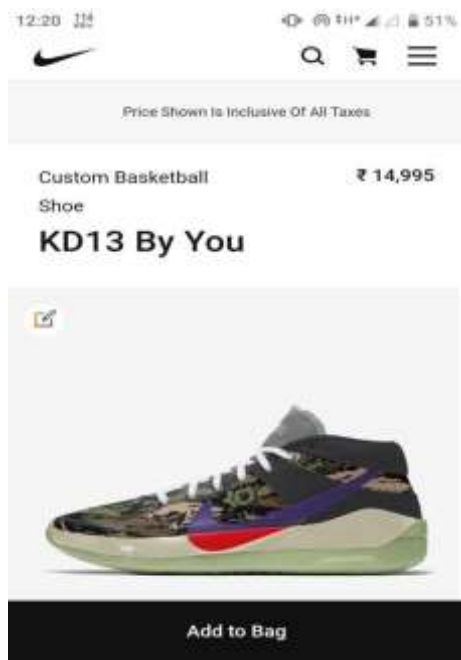 12:20
51%
Price Shown Is Inclusive Of All Taxes
Custom Basketball
₹ 14,995
Shoe
KD13 By You
Add to Bag